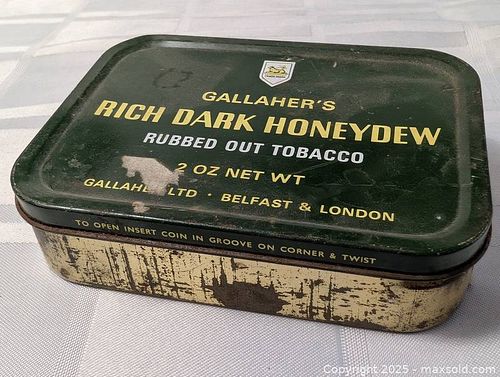 GALLAHER'S
RICH DARK HONEYDEW
RUBBED OUT TOBACCO
2 OZ NET WT
LTD · BELFAST & LONDON
TO OPEN INSERT COIN IN GROOVE ON CORNER & TWIST
Copyright © 2025 - maxsold.com